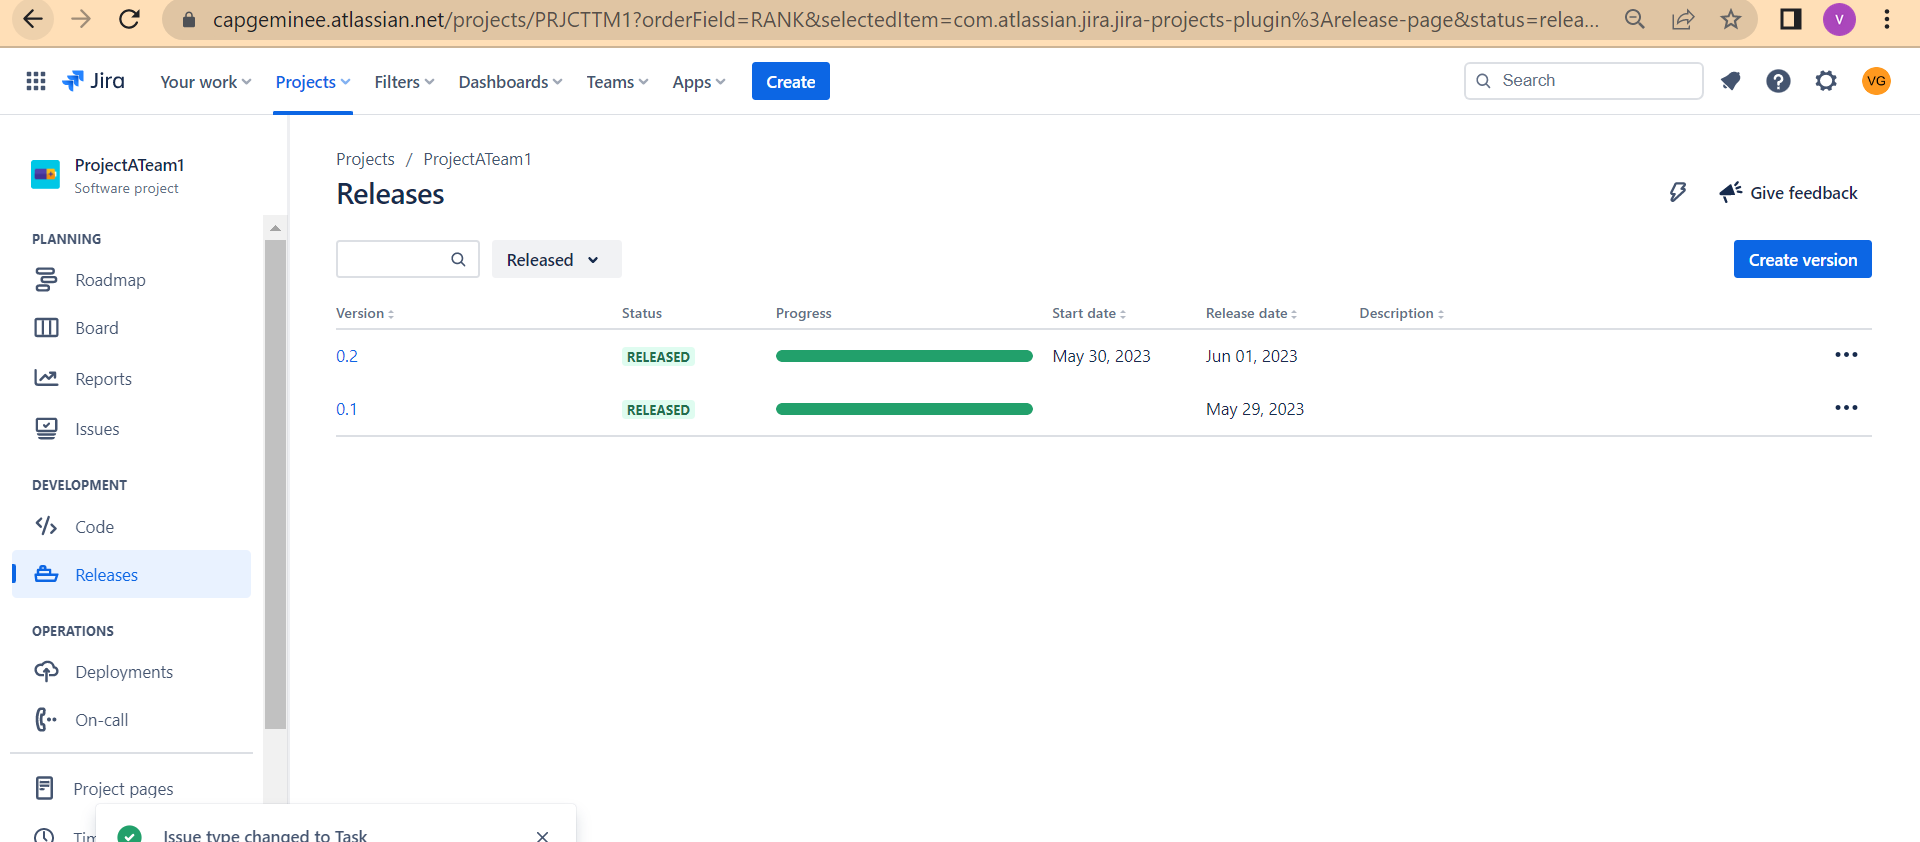 capgeminee.atlassian.net/projects/PRJCTTM1?orderField=RANK&selectedItem=com.atlassian.jira.jira-projects-plugin%3Arelease-page&status=relea...
V
Jira
Your work
Projects
Filters
Dashboards
Teams
Apps
Create
Search
VG
ProjectATeam1
Software project
PLANNING
Roadmap
Board
Reports
Issues
DEVELOPMENT
Code
Releases
OPERATIONS
Deployments
On-call
Project pages
Tim
Projects / ProjectATeam1
Releases
Give feedback
Released
Create version
Version Status Progress Start date Release date Description
0.2 RELEASED May 30, 2023 Jun 01, 2023
0.1 RELEASED May 29, 2023
Issue type changed to Task